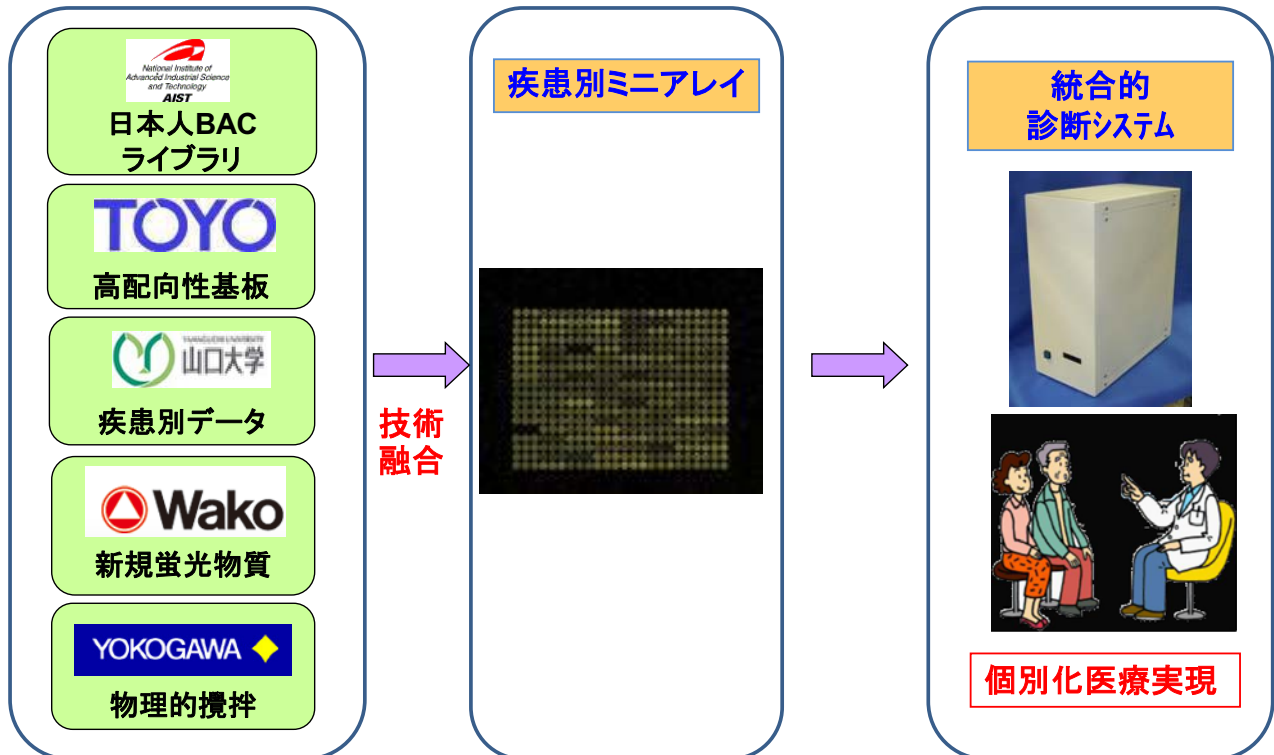 National Institute of
Advanced Industrial Science
and Technology
AIST
日本人BAC
ライブラリ
TOYO
高配向性基板
YAMAGUCHI UNIVERSITY
山口大学
疾患別データ
Wako
新規蛍光物質
YOKOGAWA
物理的攪拌
技術
融合
疾患別ミニアレイ
統合的
診断システム
個別化医療実現